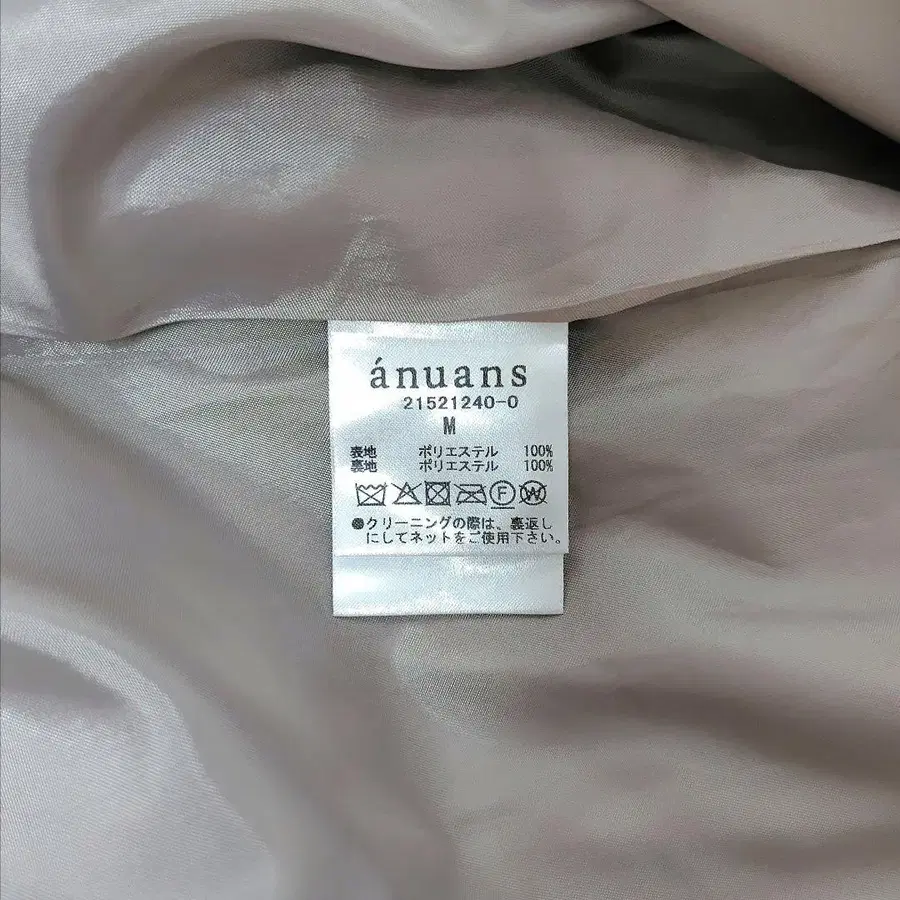 ánuans
21521240-0
M
表地 ポリエステル 100%
裏地 ポリエステル 100%
●クリーニングの際は、裏返し
にしてネットをご使用下さい。